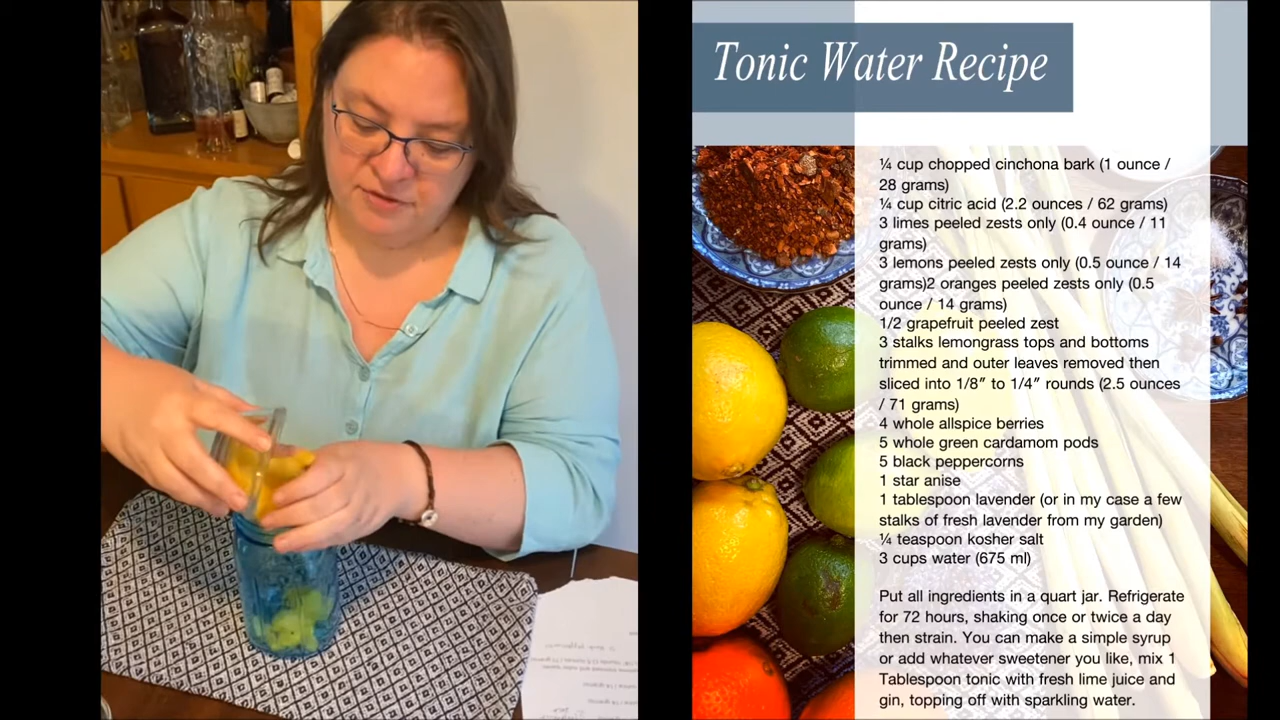 Tonic Water Recipe
¼ cup chopped cinchona bark (1 ounce /
28 grams)
¼ cup citric acid (2.2 ounces / 62 grams)
3 limes peeled zests only (0.4 ounce / 11
grams)
3 lemons peeled zests only (0.5 ounce / 14
grams)2 oranges peeled zests only (0.5
ounce / 14 grams)
1/2 grapefruit peeled zest
3 stalks lemongrass tops and bottoms
trimmed and outer leaves removed then
sliced into 1/8″ to 1/4″ rounds (2.5 ounces
/ 71 grams)
4 whole allspice berries
5 whole green cardamom pods
5 black peppercorns
1 star anise
1 tablespoon lavender (or in my case a few
stalks of fresh lavender from my garden)
¼ teaspoon kosher salt
3 cups water (675 ml)
Put all ingredients in a quart jar. Refrigerate
for 72 hours, shaking once or twice a day
then strain. You can make a simple syrup
or add whatever sweetener you like, mix 1
Tablespoon tonic with fresh lime juice and
gin, topping off with sparkling water.